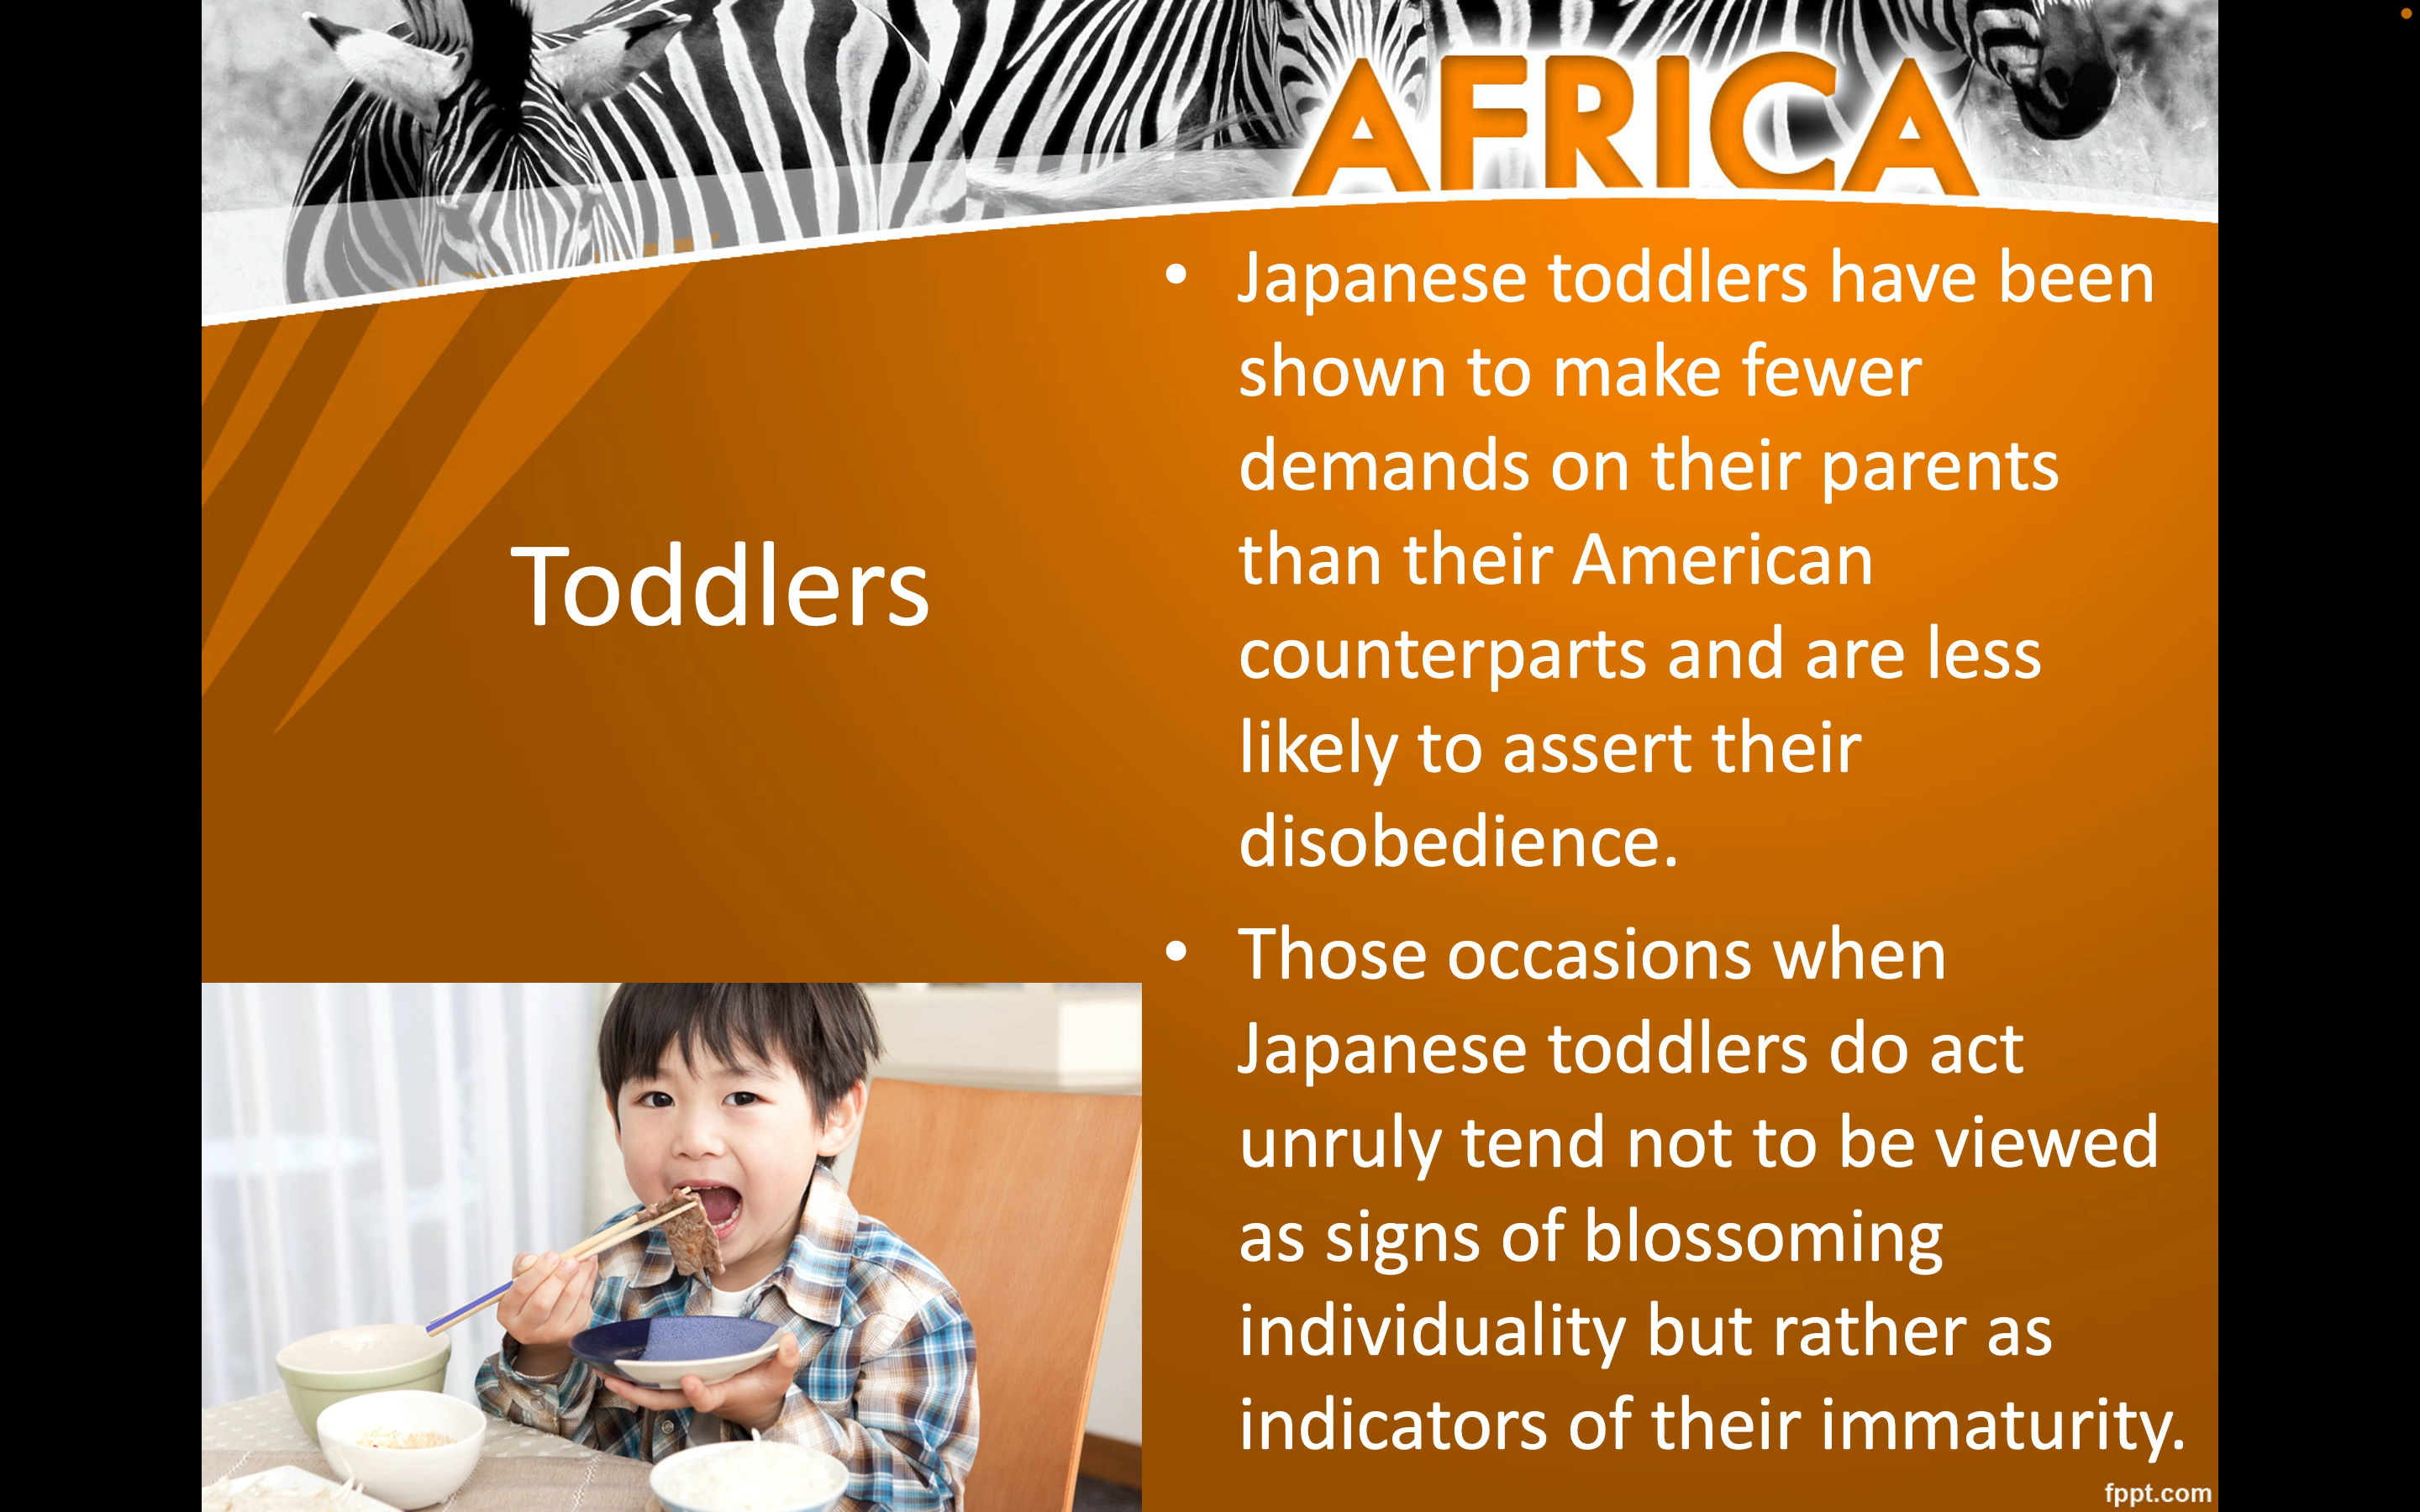 AFRICA
Toddlers
• Japanese toddlers have been
shown to make fewer
demands on their parents
than their American
counterparts and are less
likely to assert their
disobedience.
• Those occasions when
Japanese toddlers do act
unruly tend not to be viewed
as signs of blossoming
individuality but rather as
indicators of their immaturity.
fppt.com